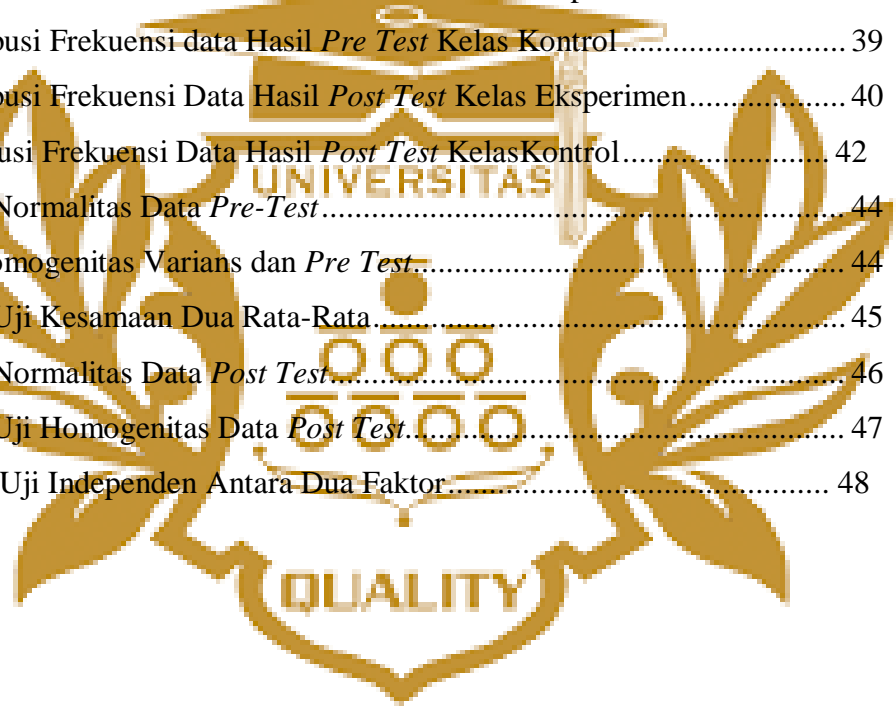 busi Frekuensi data Hasil Pre Test Kelas Kontrol .......................... 39
busi Frekuensi Data Hasil Post Test Kelas Eksperimen.................. 40
usi Frekuensi Data Hasil Post Test KelasKontrol........................ 42
UNIVERSITAS
Normalitas Data Pre-Test............................................................ 44
omogenitas Varians dan Pre Test................................................. 44
Uji Kesamaan Dua Rata-Rata...................................................... 45
Normalitas Data Post Test........................................................... 46
Uji Homogenitas Data Post Test.................................................. 47
Uji Independen Antara Dua Faktor............................................ 48
QUALITY